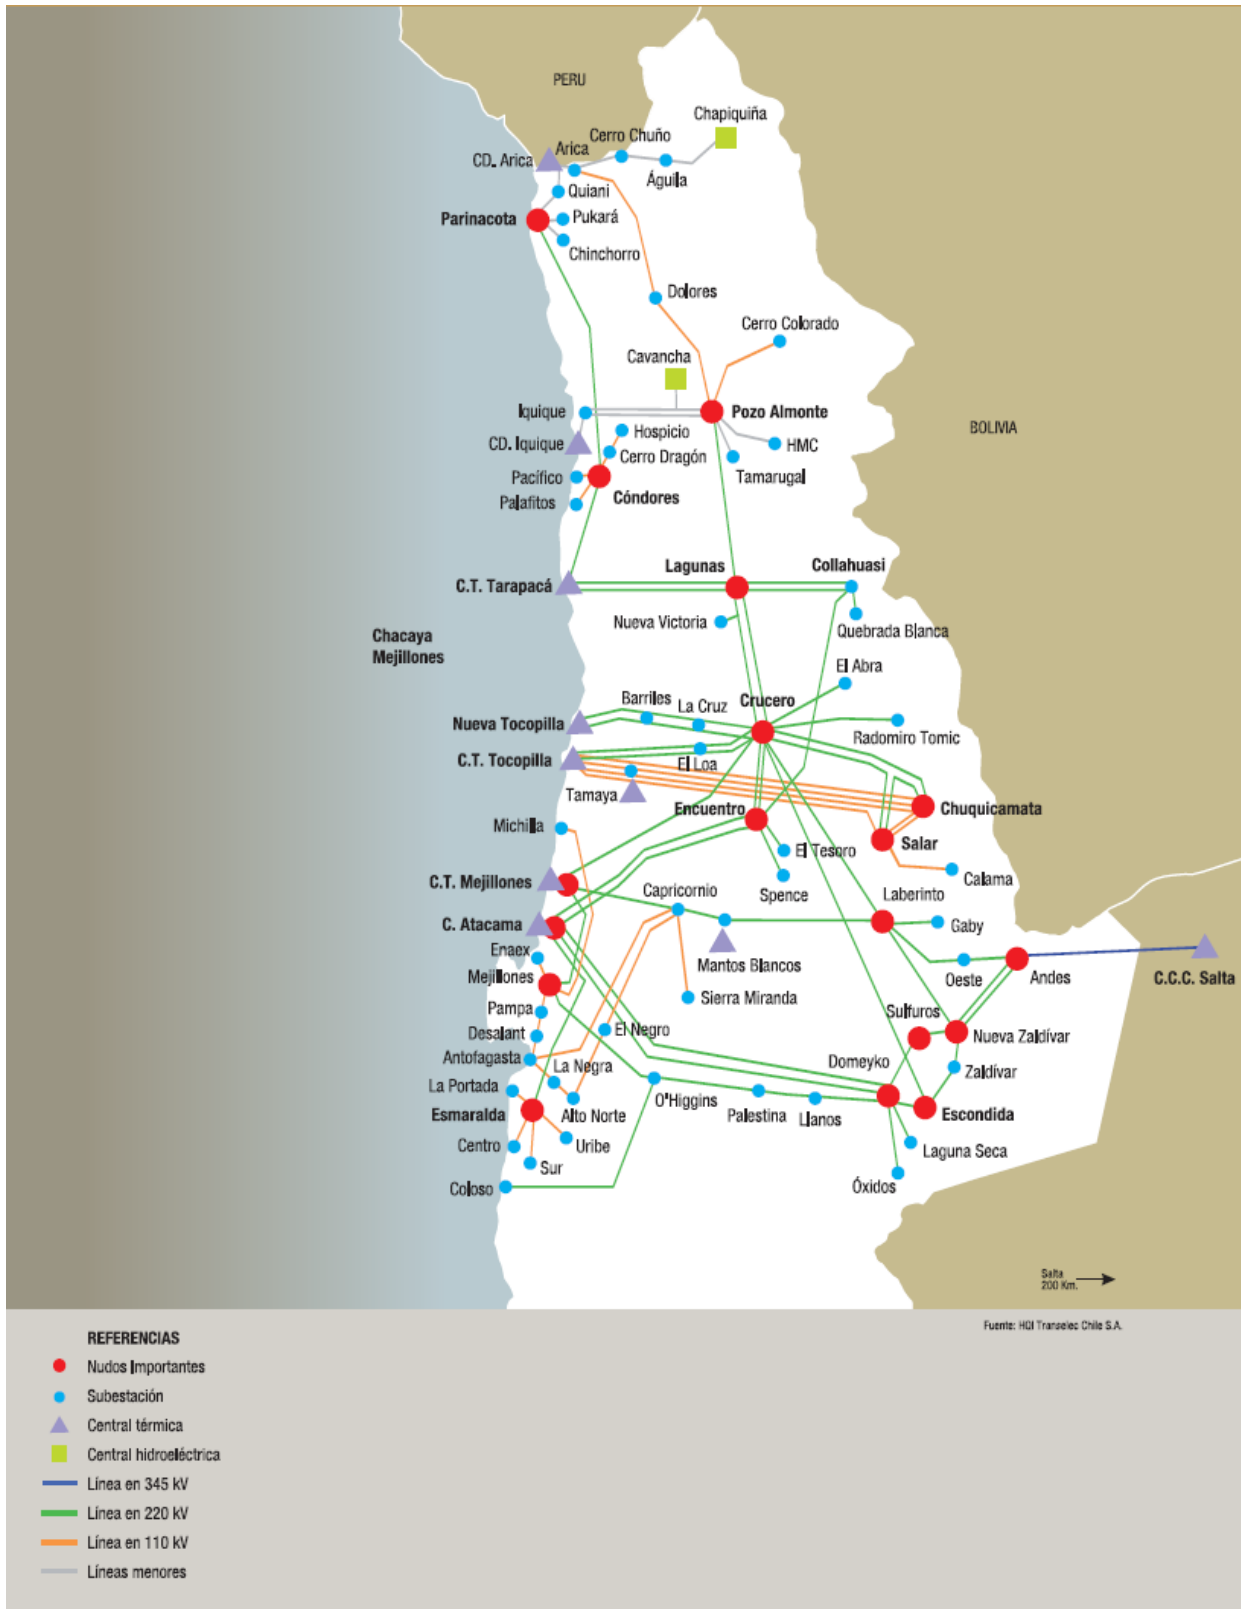 PERU
Chapiquiña
Cerro Chuño
Arica
CD. Arica
Águila
Quiani
Parinacota
Pukará
Chinchorro
Dolores
Cerro Colorado
Cavancha
Iquique
Pozo Almonte
BOLIVIA
Hospicio
CD. Iquique
HMC
Cerro Dragón
Tamarugal
Pacífico
Palafitos
Cóndores
Lagunas
Collahuasi
C.T. Tarapacá
Nueva Victoria
Quebrada Blanca
Chacaya
Mejillones
El Abra
Barriles
La Cruz
Crucero
Nueva Tocopilla
Radomiro Tomic
C.T. Tocopilla
El Loa
Tamaya
Encuentro
Chuquicamata
Michilla
Salar
El Tesoro
Calama
C.T. Mejillones
Spence
Capricornio
Laberinto
C. Atacama
Gaby
Enaex
Mantos Blancos
Mejillones
Oeste
Andes
C.C.C. Salta
Sierra Miranda
Pampa
Sulfuros
Desalant
El Negro
Nueva Zaldívar
Antofagasta
La Negra
Domeyko
Zaldívar
La Portada
O'Higgins
Esmeralda
Alto Norte
Palestina
Llanos
Escondida
Centro
Uribe
Laguna Seca
Sur
Coloso
Óxidos
Salta
200 Km.
Fuente: HQI Transelec Chile S.A.
REFERENCIAS
Nudos Importantes
Subestación
Central térmica
Central hidroeléctrica
Línea en 345 kV
Línea en 220 kV
Línea en 110 kV
Líneas menores